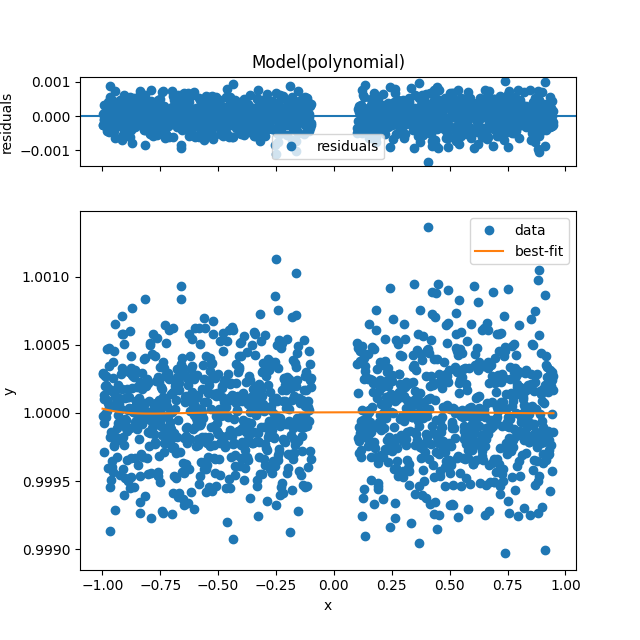 Model(polynomial)
0.001
0.000
−0.001
residuals
residuals
data
best-fit
1.0010
1.0005
1.0000
0.9995
0.9990
y
−1.00 −0.75 −0.50 −0.25 0.00 0.25 0.50 0.75 1.00
x